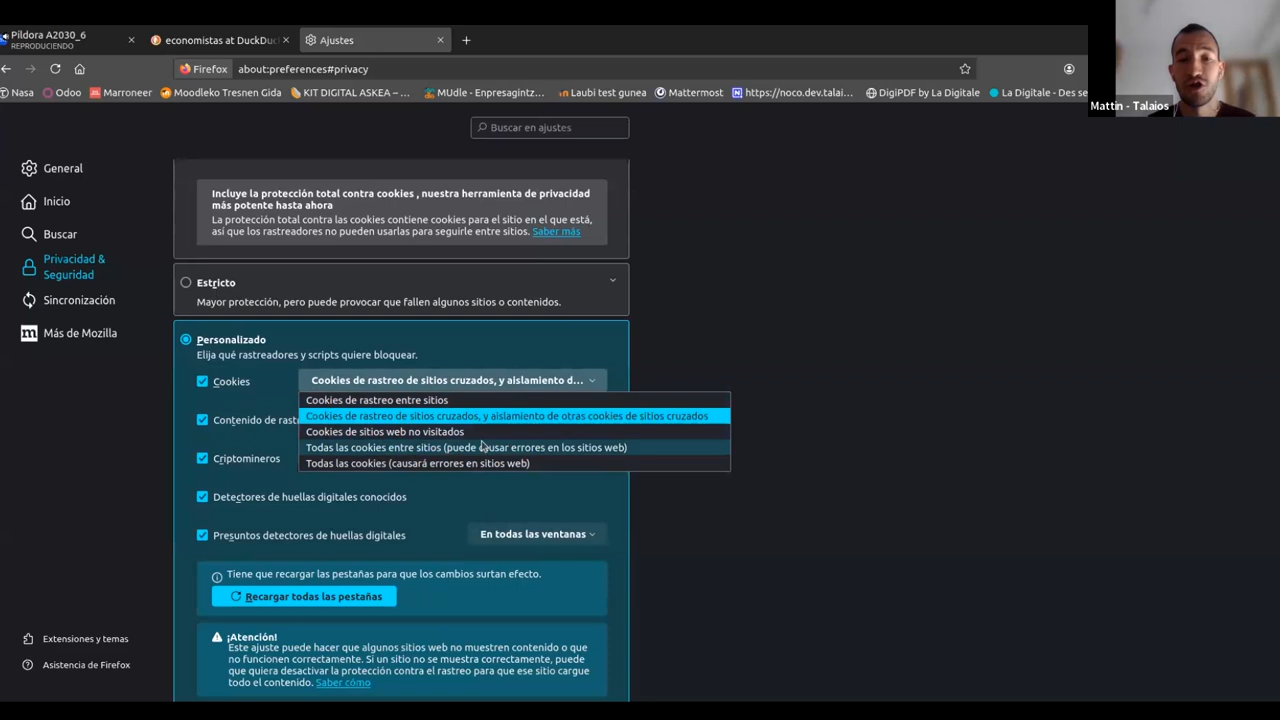 Píldora A2030_6
REPRODUCIENDO
economistas at DuckDuc
Ajustes
Firefox
about:preferences#privacy
Nasa
Odoo
Marroneer
Moodleko Tresnen Gida
KIT DIGITAL ASKEA – ...
MUdle - Enpresagintz...
Laubi test gunea
Mattermost
https://noco.dev.talai...
DigiPDF by La Digitale
La Digitale - Des se
Mattin - Talaios
Buscar en ajustes
General
Inicio
Buscar
Privacidad &
Seguridad
Sincronización
Más de Mozilla
Extensiones y temas
Asistencia de Firefox
Incluye la protección total contra cookies , nuestra herramienta de privacidad
más potente hasta ahora
La protección total contra las cookies contiene cookies para el sitio en el que está,
así que los rastreadores no pueden usarlas para seguirle entre sitios. Saber más
Estricto
Mayor protección, pero puede provocar que fallen algunos sitios o contenidos.
Personalizado
Elija qué rastreadores y scripts quiere bloquear.
Cookies
Cookies de rastreo de sitios cruzados, y aislamiento d...
Cookies de rastreo entre sitios
Cookies de rastreo de sitios cruzados, y aislamiento de otras cookies de sitios cruzados
Cookies de sitios web no visitados
Todas las cookies entre sitios (puede causar errores en los sitios web)
Todas las cookies (causará errores en sitios web)
Contenido de rast
Criptomineros
Detectores de huellas digitales conocidos
Presuntos detectores de huellas digitales
En todas las ventanas
Tiene que recargar las pestañas para que los cambios surtan efecto.
Recargar todas las pestañas
¡Atención!
Este ajuste puede hacer que algunos sitios web no muestren contenido o que
no funcionen correctamente. Si un sitio no se muestra correctamente, puede
que quiera desactivar la protección contra el rastreo para que ese sitio cargue
todo el contenido. Saber cómo